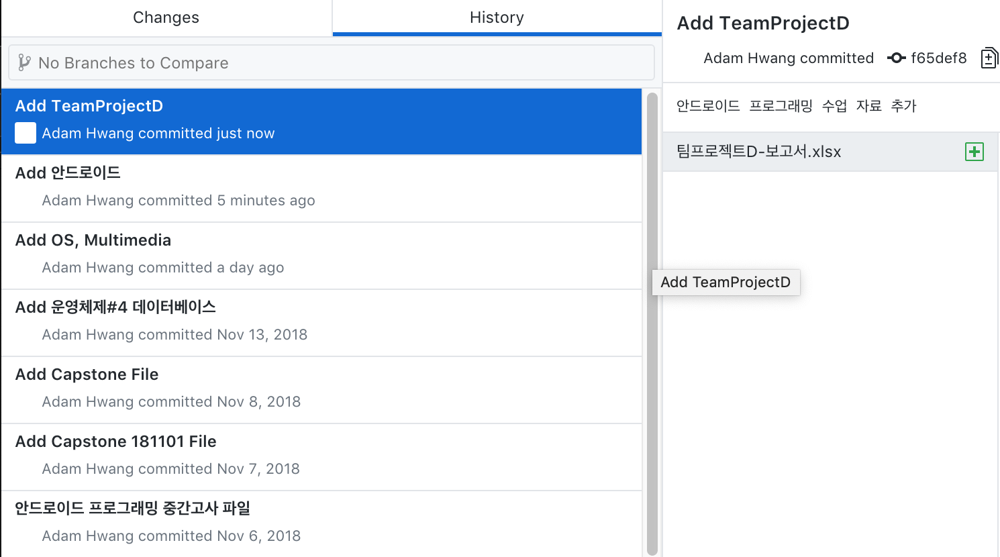 Changes
History
No Branches to Compare
Add TeamProjectD
Adam Hwang committed just now
Add 안드로이드
Adam Hwang committed 5 minutes ago
Add OS, Multimedia
Adam Hwang committed a day ago
Add 운영체제#4 데이터베이스
Adam Hwang committed Nov 13, 2018
Add Capstone File
Adam Hwang committed Nov 8, 2018
Add Capstone 181101 File
Adam Hwang committed Nov 7, 2018
안드로이드 프로그래밍 중간고사 파일
Adam Hwang committed Nov 6, 2018
Add TeamProjectD
Adam Hwang committed f65def8
안드로이드 프로그래밍 수업 자료 추가
팀프로젝트D-보고서.xlsx
Add TeamProjectD